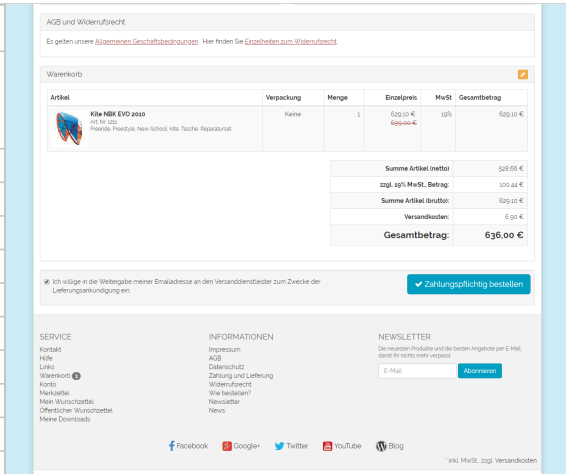 AGB und Widerrufsrecht
Es gelten unsere Allgemeinen Geschäftsbedingungen. Hier finden Sie Einzelheiten zum Widerrufsrecht.
Warenkorb
Artikel Verpackung Menge Einzelpreis MwSt Gesamtbetrag
Kite NBK EVO 2010 Keine 1 629,10 € 19% 629,10 €
Art. Nr. 1211 699,00 €
Freeride, Freestyle, New-School, Kite, Tasche, Reparaturset
Summe Artikel (netto) 528,66 €
zzgl. 19% MwSt., Betrag: 100,44 €
Summe Artikel (brutto): 629,10 €
Versandkosten: 6,90 €
Gesamtbetrag: 636,00 €
Ich willige in die Weitergabe meiner Emailadresse an den Versanddienstleister zum Zwecke der
Lieferungsankündigung ein.
Zahlungspflichtig bestellen
SERVICE
Kontakt
Hilfe
Links
Warenkorb 1
Konto
Merkzettel
Mein Wunschzettel
Öffentlicher Wunschzettel
Meine Downloads
INFORMATIONEN
Impressum
AGB
Datenschutz
Zahlung und Lieferung
Widerrufsrecht
Wie bestellen?
Newsletter
News
NEWSLETTER
Die neuesten Produkte und die besten Angebote per E-Mail,
damit Ihr nichts mehr verpasst.
E-Mail Abonnieren
Facebook Google+ Twitter YouTube Blog
* inkl. MwSt., zzgl. Versandkosten